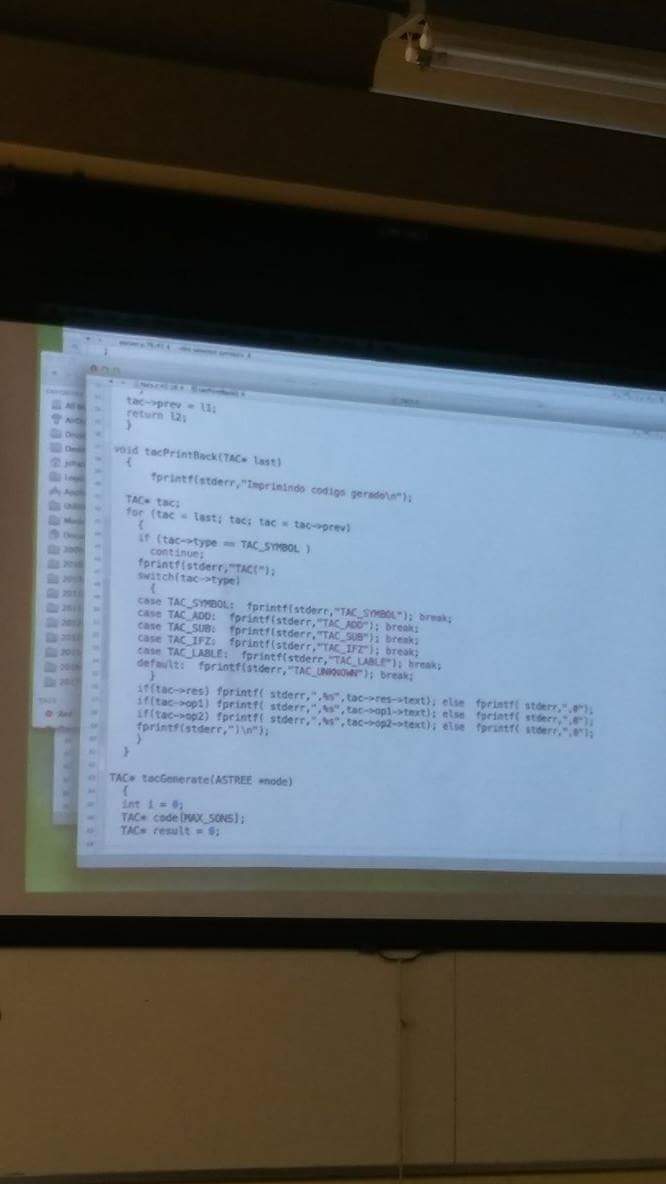 tac->prev = l1;
return l2;
}
void tacPrintBack(TAC* last)
{
fprintf(stderr,"Imprimindo codigo gerado\n");
TAC* tac;
for (tac = last; tac; tac = tac->prev)
{
if (tac->type == TAC_SYMBOL )
continue;
fprintf(stderr,"TAC(");
switch(tac->type)
{
case TAC_SYMBOL: fprintf(stderr,"TAC_SYMBOL"); break;
case TAC_ADD: fprintf(stderr,"TAC_ADD"); break;
case TAC_SUB: fprintf(stderr,"TAC_SUB"); break;
case TAC_IFZ: fprintf(stderr,"TAC_IFZ"); break;
case TAC_LABLE: fprintf(stderr,"TAC_LABLE"); break;
default: fprintf(stderr,"TAC_UNKNOWN"); break;
}
if(tac->res) fprintf( stderr,",%s",tac->res->text); else fprintf( stderr,",0");
if(tac->op1) fprintf( stderr,",%s",tac->op1->text); else fprintf( stderr,",0");
if(tac->op2) fprintf( stderr,",%s",tac->op2->text); else fprintf( stderr,",0");
fprintf(stderr,")\n");
}
}
TAC* tacGenerate(ASTREE *node)
{
int i = 0;
TAC* code[MAX_SONS];
TAC* result = 0;